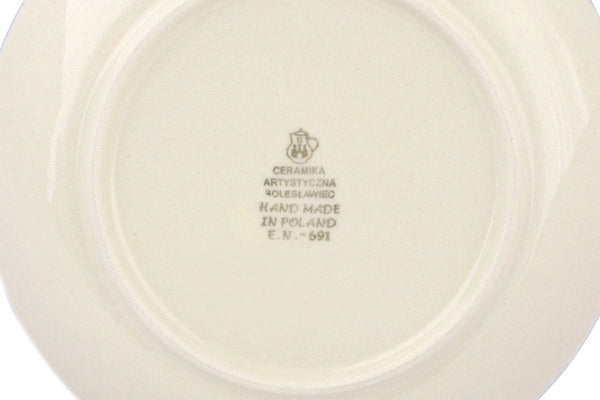 CERAMIKA
ARTYSTYCZNA
BOLESŁAWIEC
HAND MADE
IN POLAND
E.N.-691